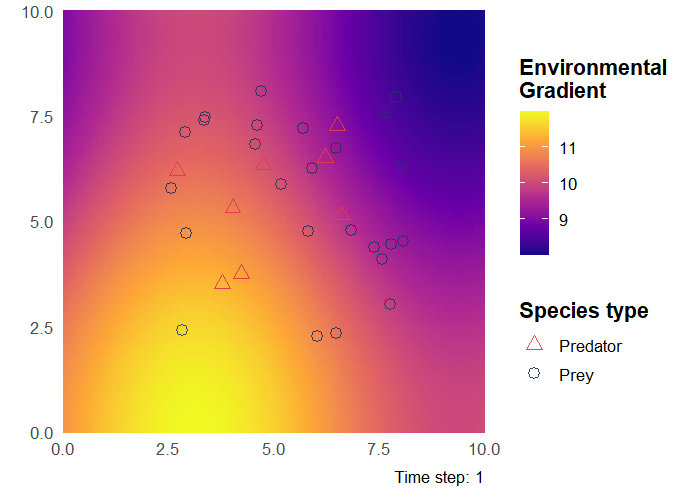 10.0
7.5
5.0
2.5
0.0
0.0 2.5 5.0 7.5 10.0
Time step: 1
Environmental
Gradient
11
10
9
Species type
Predator
Prey